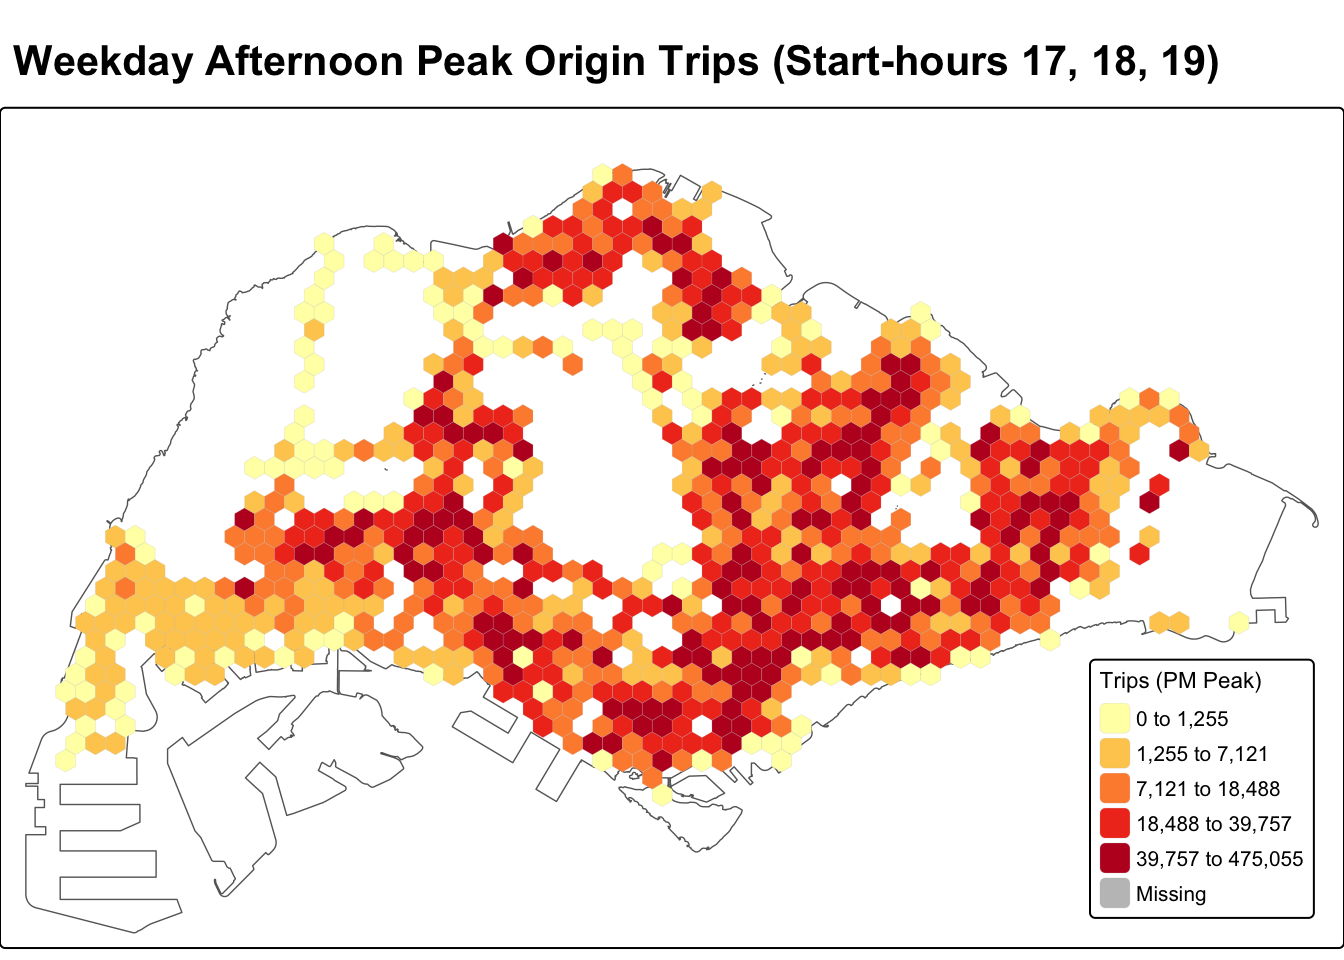 Weekday Afternoon Peak Origin Trips (Start-hours 17, 18, 19)
Trips (PM Peak)
0 to 1,255
1,255 to 7,121
7,121 to 18,488
18,488 to 39,757
39,757 to 475,055
Missing